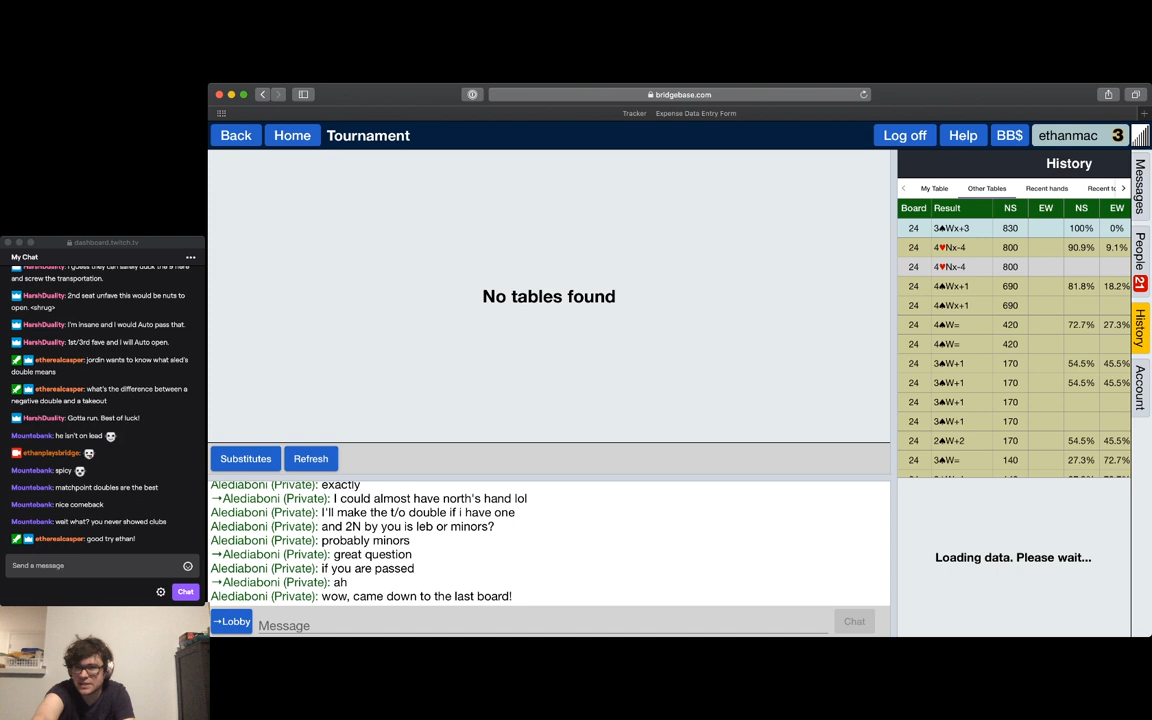 bridgebase.com
Tracker Expense Data Entry Form
Back Home Tournament Log off Help BB$ ethanmac 3
No tables found
Substitutes Refresh
Alediaboni (Private): exactly
→Alediaboni (Private): I could almost have north's hand lol
Alediaboni (Private): I'll make the t/o double if i have one
Alediaboni (Private): and 2N by you is leb or minors?
Alediaboni (Private): probably minors
→Alediaboni (Private): great question
Alediaboni (Private): if you are passed
→Alediaboni (Private): ah
Alediaboni (Private): wow, came down to the last board!
→Lobby Message Chat
History
My Table Other Tables Recent hands
Board Result NS EW NS EW
24 3♠Wx+3 830 100% 0%
24 4♥Nx-4 800 90.9% 9.1%
24 4♥Nx-4 800
24 4♠Wx+1 690 81.8% 18.2%
24 4♠Wx+1 690
24 4♠W= 420 72.7% 27.3%
24 4♠W= 420
24 3♠W+1 170 54.5% 45.5%
24 3♠W+1 170 54.5% 45.5%
24 3♠W+1 170
24 3♠W+1 170
24 2♠W+2 170 54.5% 45.5%
24 3♠W= 140 27.3% 72.7%
Loading data. Please wait...
Messages
People 21
History
Account
dashboard.twitch.tv
My Chat
and screw the transportation.
HarshDuality: 2nd seat unfave this would be nuts to
open. <shrug>
HarshDuality: I'm insane and I would Auto pass that.
HarshDuality: 1st/3rd fave and I will Auto open.
etherealcasper: jordin wants to know what aled's
double means
etherealcasper: what's the difference between a
negative double and a takeout
HarshDuality: Gotta run. Best of luck!
Mountebank: he isn't on lead
ethanplaysbridge:
Mountebank: spicy
Mountebank: matchpoint doubles are the best
Mountebank: nice comeback
Mountebank: wait what? you never showed clubs
etherealcasper: good try ethan!
Send a message
Chat